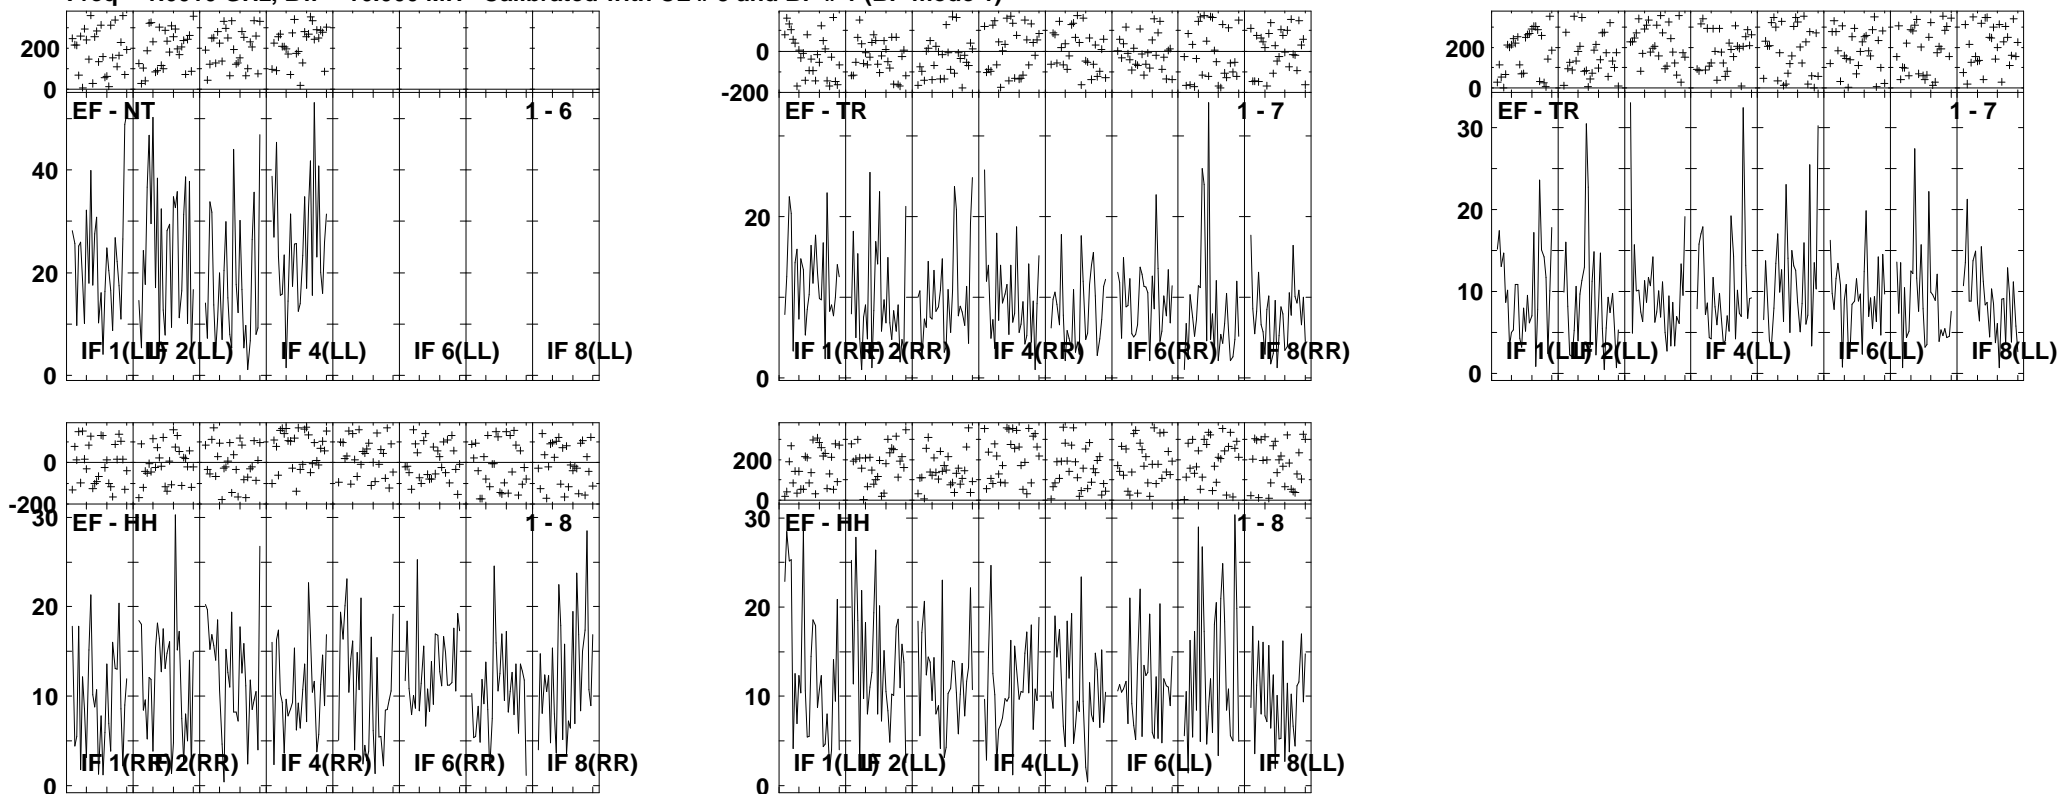 200
0
EF - NT
1 - 6
40
20
0
IF 1(LL)
IF 2(LL)
IF 4(LL)
IF 6(LL)
IF 8(LL)
0
-200
EF - TR
1 - 7
20
0
IF 1(RR)
IF 2(RR)
IF 4(RR)
IF 6(RR)
IF 8(RR)
200
0
EF - TR
1 - 7
30
20
10
0
IF 1(LL)
IF 2(LL)
IF 4(LL)
IF 6(LL)
IF 8(LL)
0
-200
30
EF - HH
1 - 8
20
10
0
IF 1(RR)
IF 2(RR)
IF 4(RR)
IF 6(RR)
IF 8(RR)
200
0
30
EF - HH
1 - 8
20
10
0
IF 1(LL)
IF 2(LL)
IF 4(LL)
IF 6(LL)
IF 8(LL)